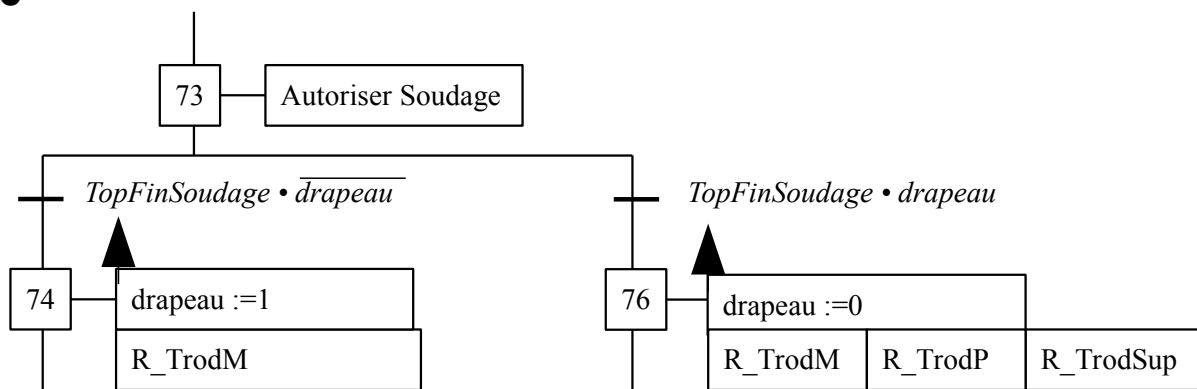 73 Autoriser Soudage
TopFinSoudage • drapeau TopFinSoudage • drapeau
74 drapeau :=1 76 drapeau :=0
R_TrodM R_TrodM R_TrodP R_TrodSup